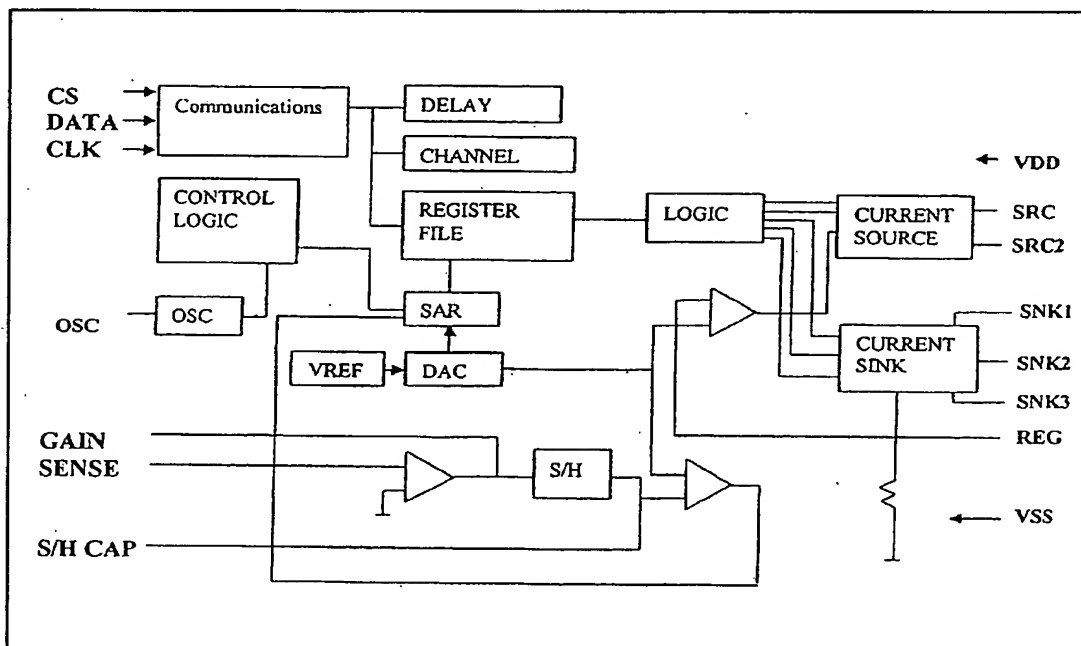 CS
DATA
CLK
Communications
DELAY
CHANNEL
CONTROL
LOGIC
REGISTER
FILE
LOGIC
CURRENT
SOURCE
VDD
SRC
SRC2
OSC
OSC
SAR
VREF
DAC
CURRENT
SINK
SNK1
SNK2
SNK3
REG
GAIN
SENSE
S/H
S/H CAP
VSS